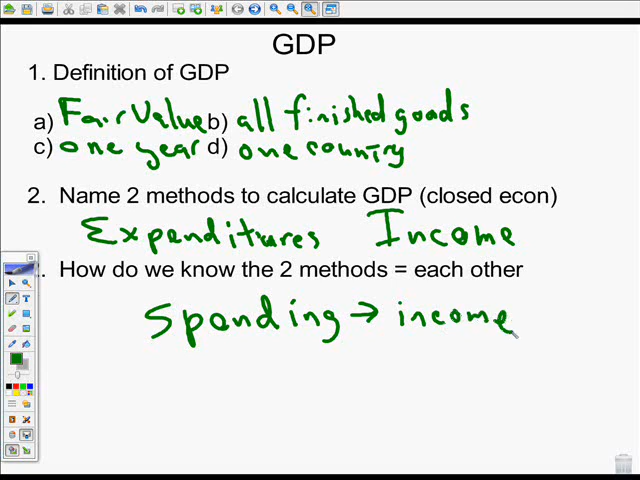 GDP
1. Definition of GDP
a) Fair Value b) all finished goods
c) one year d) one country
2. Name 2 methods to calculate GDP (closed econ)
Expenditures Income
. How do we know the 2 methods = each other
Spending → income